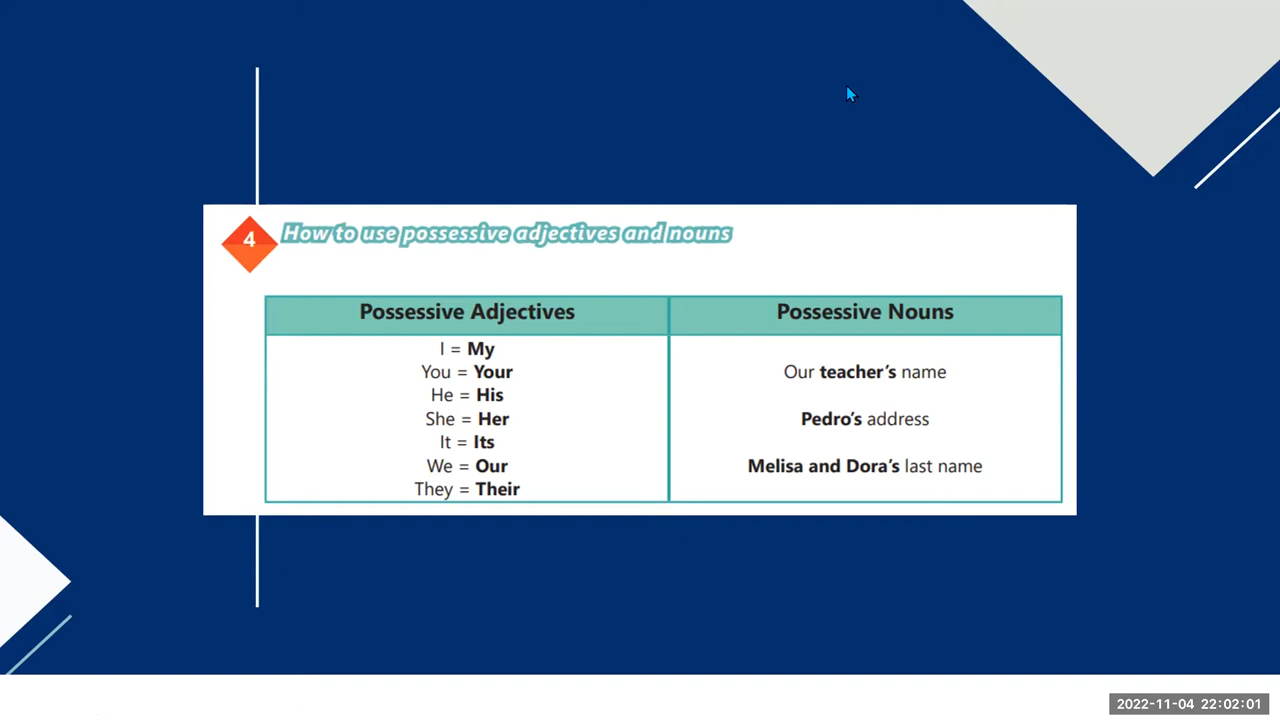 4
How to use possessive adjectives and nouns
Possessive Adjectives
I = My
You = Your
He = His
She = Her
It = Its
We = Our
They = Their
Possessive Nouns
Our teacher’s name
Pedro’s address
Melisa and Dora’s last name
2022-11-04 22:02:01